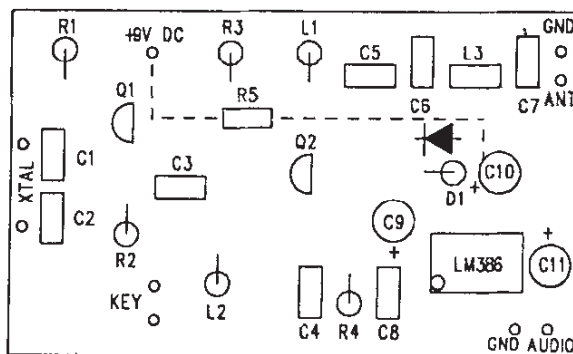 R1
+9V DC
R3
L1
GND
C5
L3
Q1
R5
C6
C7
ANT
XTAL
C1
Q2
C3
D1
+
C10
C2
C9
R2
+
LM386
+
C11
KEY
L2
C4
R4
C8
GND AUDIO